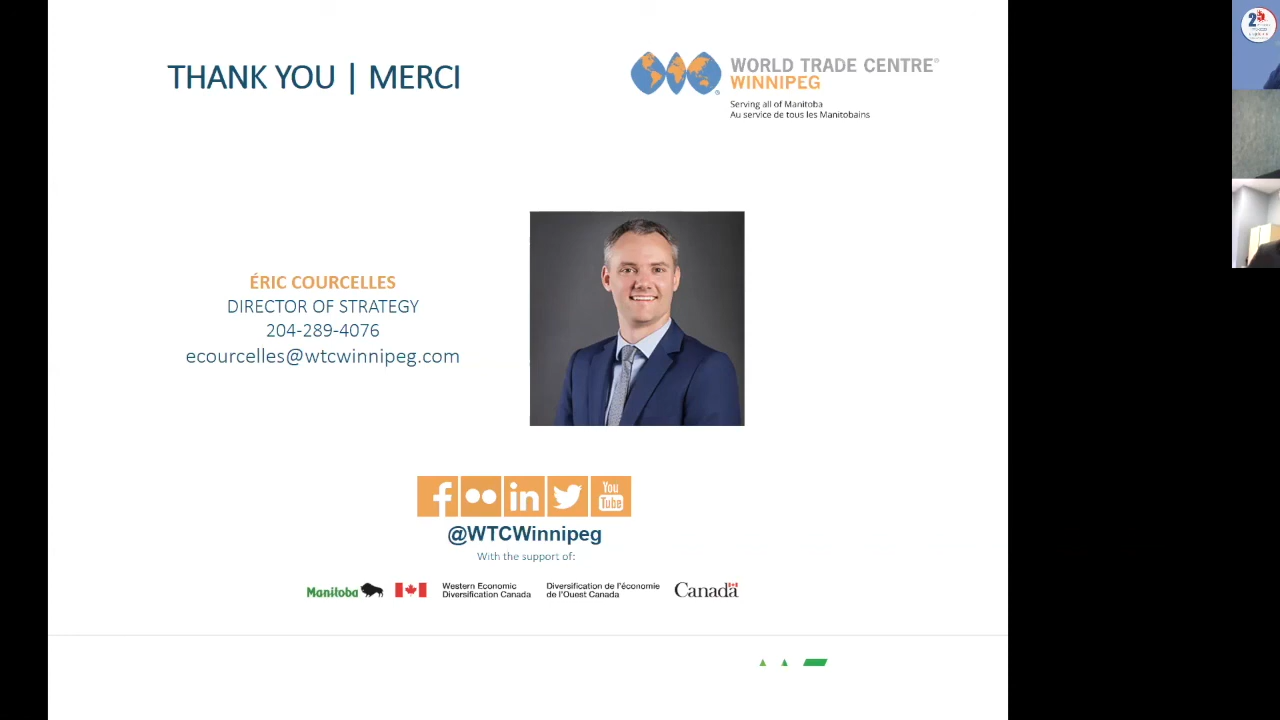 THANK YOU | MERCI
WORLD TRADE CENTRE®
WINNIPEG
Serving all of Manitoba
Au service de tous les Manitobains
ÉRIC COURCELLES
DIRECTOR OF STRATEGY
204-289-4076
ecourcelles@wtcwinnipeg.com
You
Tube
@WTCWinnipeg
With the support of:
Manitoba
Western Economic
Diversification Canada
Diversification de l'économie
de l'Ouest Canada
Canada